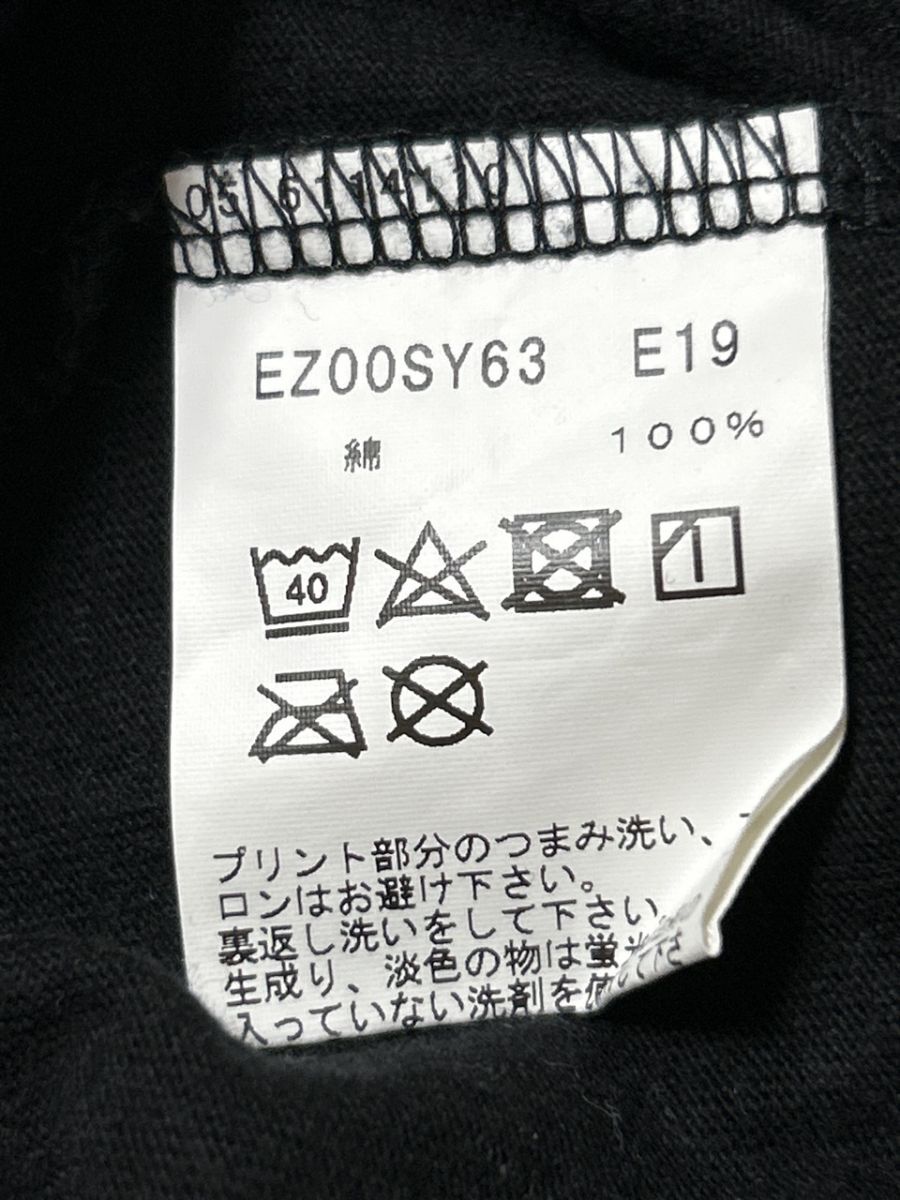 05 6114110
EZ00SY63 E19
綿 100%
40
プリント部分のつまみ洗い、
ロンはお避け下さい。
裏返し洗いをして下さい。
生成り、淡色の物は蛍光
入っていない洗剤を使